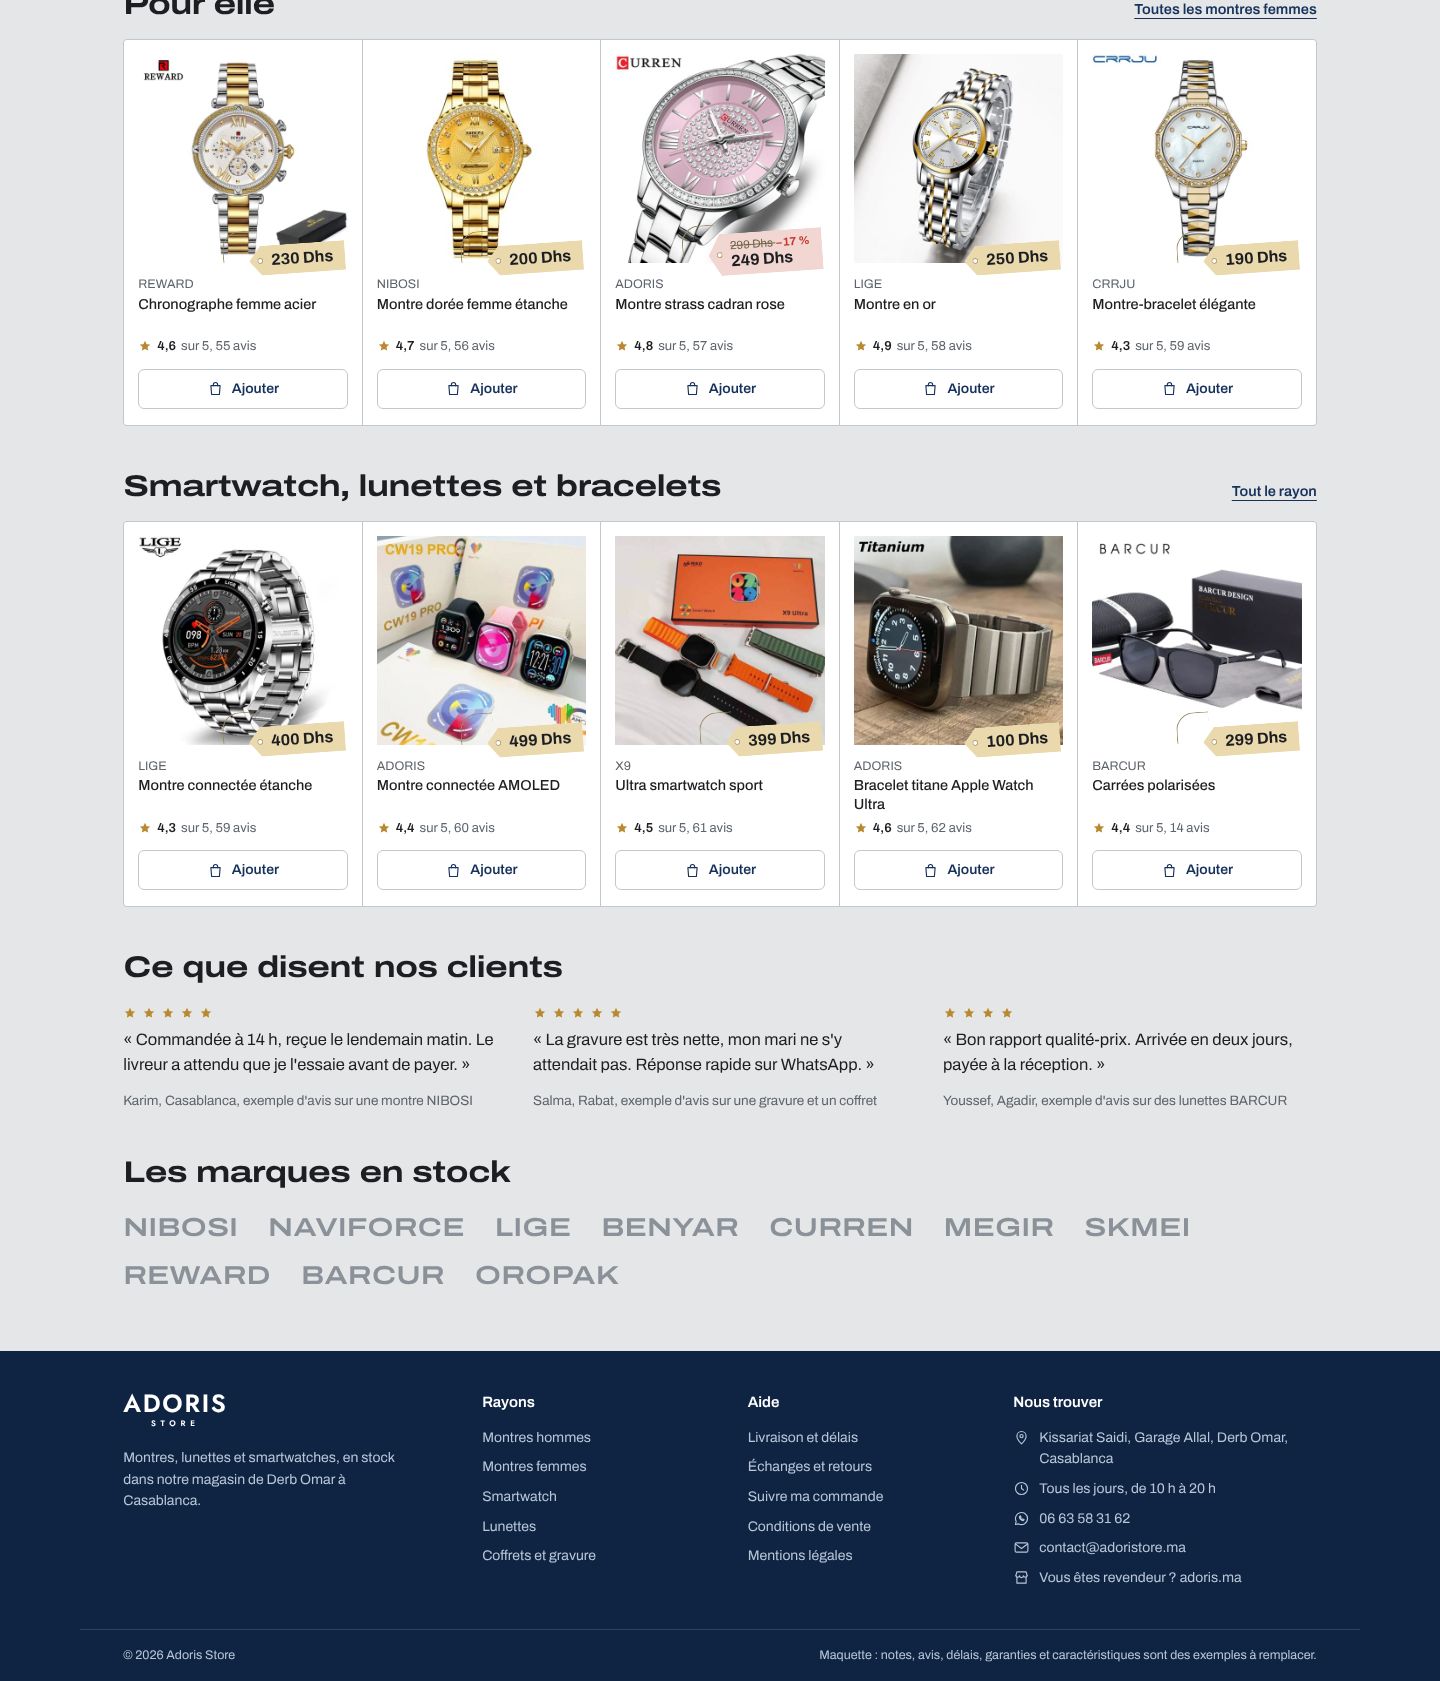 Pour elle
Toutes les montres femmes
REWARD
230 Dhs
200 Dhs
CURREN
CURREN
299 Dhs -17 %
249 Dhs
250 Dhs
CRRJU
CRRJU
190 Dhs
REWARD
Chronographe femme acier
4,6 sur 5, 55 avis
Ajouter
NIBOSI
Montre dorée femme étanche
4,7 sur 5, 56 avis
Ajouter
ADORIS
Montre strass cadran rose
4,8 sur 5, 57 avis
Ajouter
LIGE
Montre en or
4,9 sur 5, 58 avis
Ajouter
CRRJU
Montre-bracelet élégante
4,3 sur 5, 59 avis
Ajouter
Smartwatch, lunettes et bracelets
Tout le rayon
LIGE
098
BPM
SUN
400 Dhs
CW19 PRO
CW19 PRO
499 Dhs
X9 Ultra
399 Dhs
Titanium
100 Dhs
BARCUR
BARCUR DESIGN
BARCUR
299 Dhs
LIGE
Montre connectée étanche
4,3 sur 5, 59 avis
Ajouter
ADORIS
Montre connectée AMOLED
4,4 sur 5, 60 avis
Ajouter
X9
Ultra smartwatch sport
4,5 sur 5, 61 avis
Ajouter
ADORIS
Bracelet titane Apple Watch
Ultra
4,6 sur 5, 62 avis
Ajouter
BARCUR
Carrées polarisées
4,4 sur 5, 14 avis
Ajouter
Ce que disent nos clients
« Commandée à 14 h, reçue le lendemain matin. Le
livreur a attendu que je l'essaie avant de payer. »
Karim, Casablanca, exemple d'avis sur une montre NIBOSI
« La gravure est très nette, mon mari ne s'y
attendait pas. Réponse rapide sur WhatsApp. »
Salma, Rabat, exemple d'avis sur une gravure et un coffret
« Bon rapport qualité-prix. Arrivée en deux jours,
payée à la réception. »
Youssef, Agadir, exemple d'avis sur des lunettes BARCUR
Les marques en stock
NIBOSI NAVIFORCE LIGE BENYAR CURREN MEGIR SKMEI
REWARD BARCUR OROPAK
ADORIS
STORE
Montres, lunettes et smartwatches, en stock
dans notre magasin de Derb Omar à
Casablanca.
Rayons
Montres hommes
Montres femmes
Smartwatch
Lunettes
Coffrets et gravure
Aide
Livraison et délais
Échanges et retours
Suivre ma commande
Conditions de vente
Mentions légales
Nous trouver
Kissariat Saidi, Garage Allal, Derb Omar,
Casablanca
Tous les jours, de 10 h à 20 h
06 63 58 31 62
contact@adoristore.ma
Vous êtes revendeur ? adoris.ma
© 2026 Adoris Store
Maquette : notes, avis, délais, garanties et caractéristiques sont des exemples à remplacer.